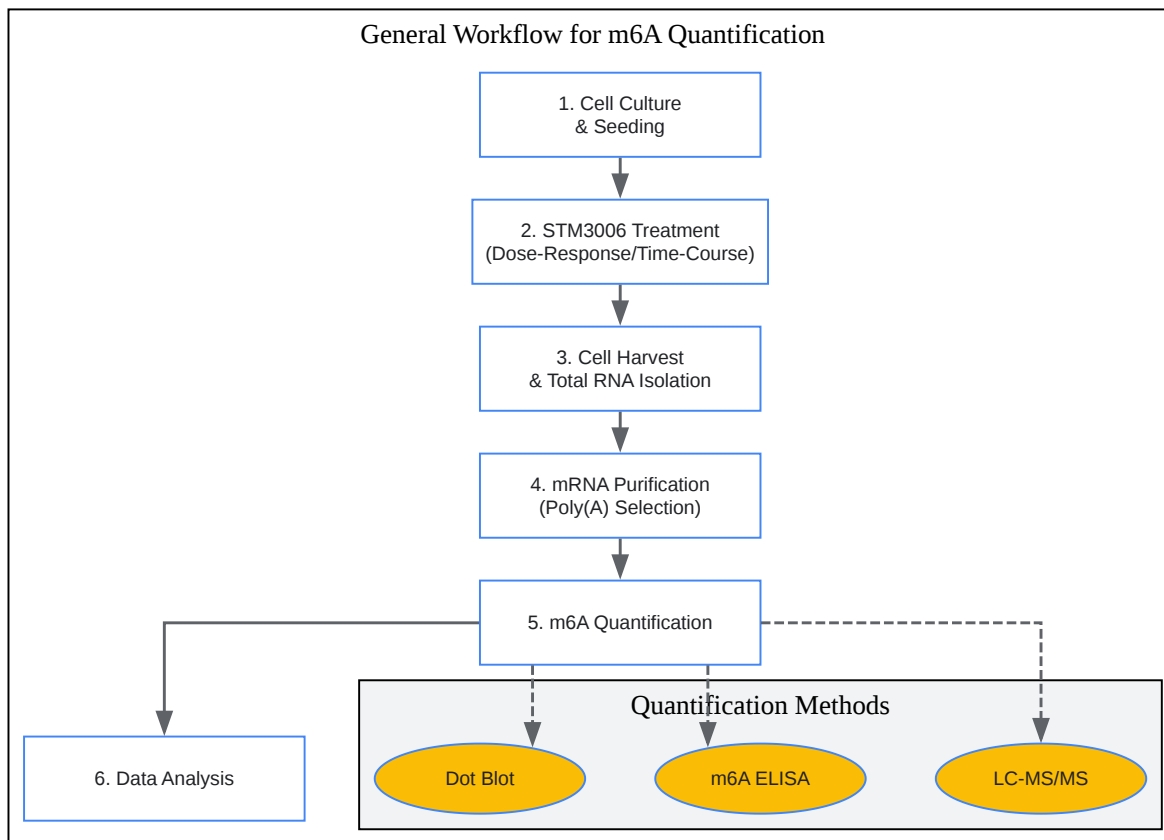 General Workflow for m6A Quantification
1. Cell Culture
& Seeding
2. STM3006 Treatment
(Dose-Response/Time-Course)
3. Cell Harvest
& Total RNA Isolation
4. mRNA Purification
(Poly(A) Selection)
5. m6A Quantification
Quantification Methods
6. Data Analysis
Dot Blot
m6A ELISA
LC-MS/MS